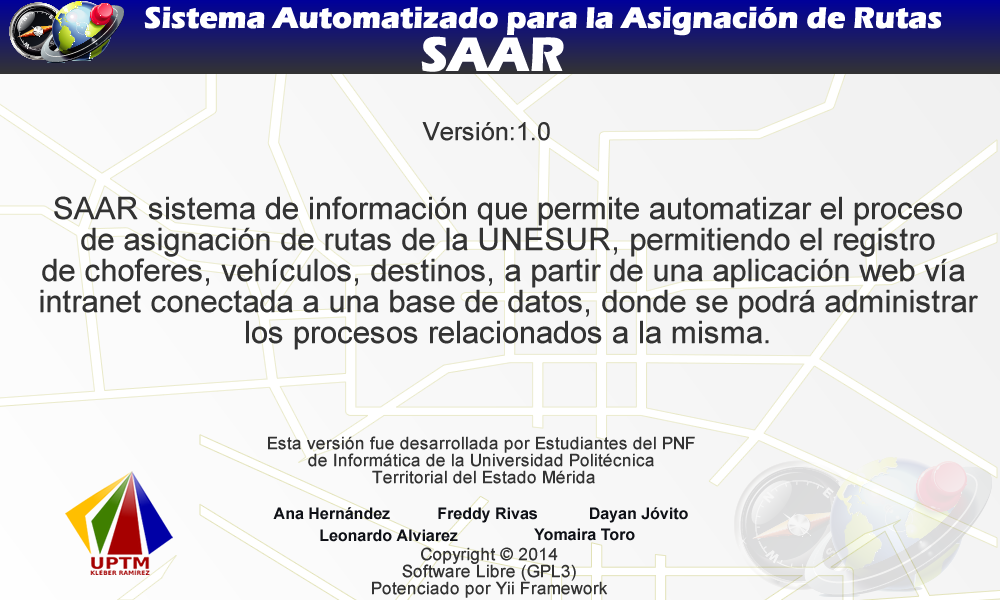 Sistema Automatizado para la Asignación de Rutas
SAAR
Versión:1.0
SAAR sistema de información que permite automatizar el proceso
de asignación de rutas de la UNESUR, permitiendo el registro
de choferes, vehículos, destinos, a partir de una aplicación web vía
intranet conectada a una base de datos, donde se podrá administrar
los procesos relacionados a la misma.
Esta versión fue desarrollada por Estudiantes del PNF
de Informática de la Universidad Politécnica
Territorial del Estado Mérida
Ana Hernández Freddy Rivas Dayan Jóvito
Leonardo Alviarez Yomaira Toro
Copyright © 2014
Software Libre (GPL3)
Potenciado por Yii Framework
UPTM
KLÉBER RAMÍREZ